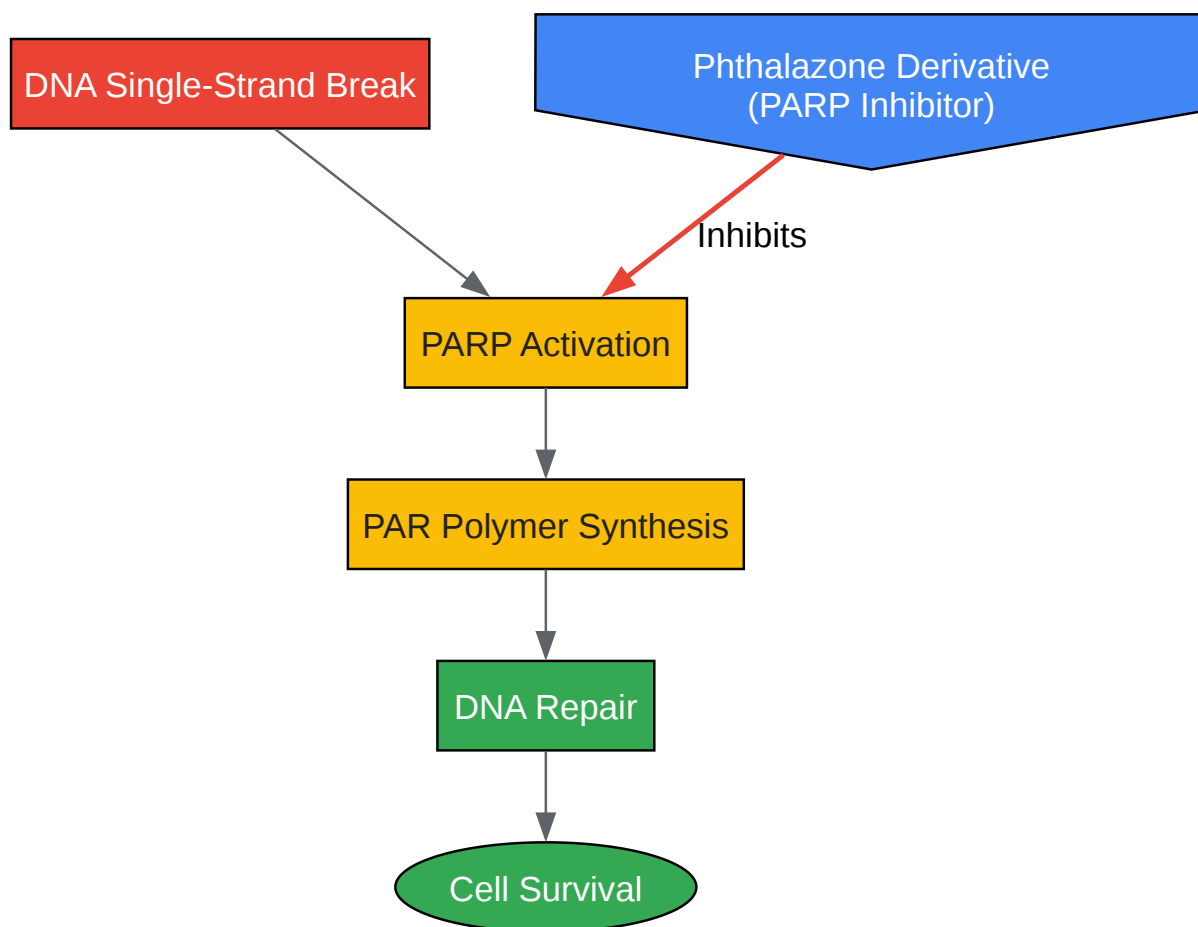 DNA Single-Strand Break
Phthalazone Derivative
(PARP Inhibitor)
Inhibits
PARP Activation
PAR Polymer Synthesis
DNA Repair
Cell Survival